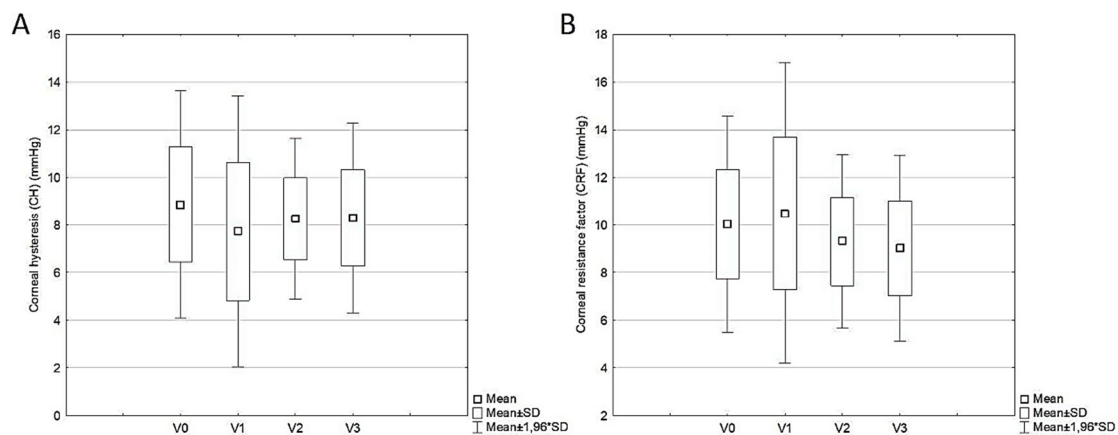 A
Corneal hysteresis (CH) (mmHg)
16
14
12
10
8
6
4
2
0
V0 V1 V2 V3
Mean
Mean±SD
Mean±1,96*SD
B
Corneal resistance factor (CRF) (mmHg)
18
16
14
12
10
8
6
4
2
V0 V1 V2 V3
Mean
Mean±SD
Mean±1,96*SD